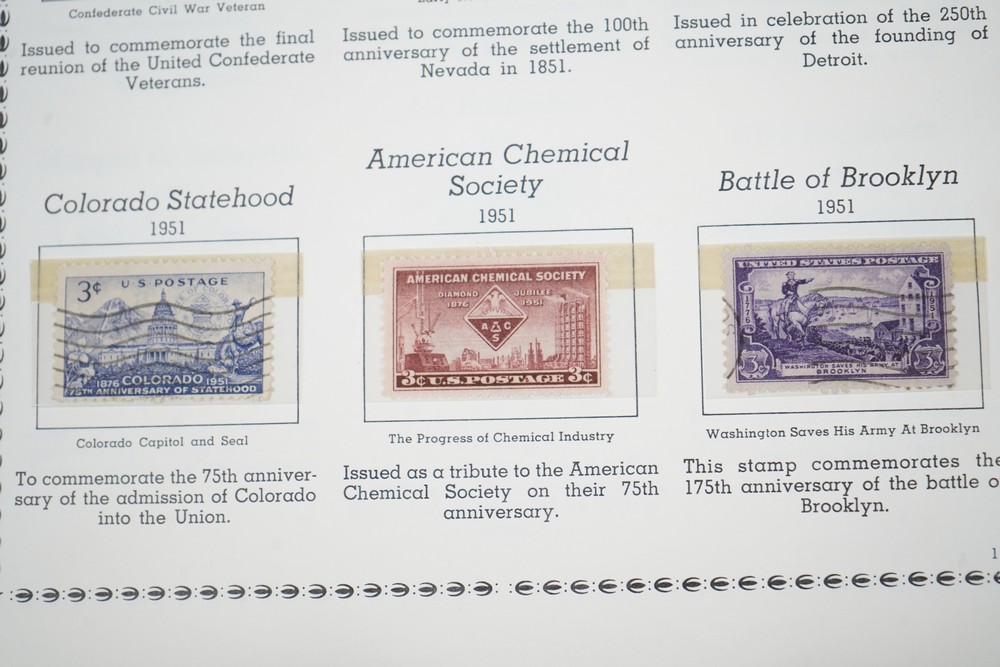 Confederate Civil War Veteran
Issued to commemorate the final
reunion of the United Confederate
Veterans.
Issued to commemorate the 100th
anniversary of the settlement of
Nevada in 1851.
Issued in celebration of the 250th
anniversary of the founding of
Detroit.
Colorado Statehood
1951
3¢ U.S. POSTAGE
1876 COLORADO 1951
75TH ANNIVERSARY OF STATEHOOD
Colorado Capitol and Seal
To commemorate the 75th anniver-
sary of the admission of Colorado
into the Union.
American Chemical
Society
1951
AMERICAN CHEMICAL SOCIETY
DIAMOND JUBILEE
1876 1951
A C
S
3¢ U.S. POSTAGE 3¢
The Progress of Chemical Industry
Issued as a tribute to the American
Chemical Society on their 75th
anniversary.
Battle of Brooklyn
1951
UNITED STATES POSTAGE
1776 1951
3¢ 3¢
WASHINGTON SAVES HIS ARMY AT
BROOKLYN
Washington Saves His Army At Brooklyn
This stamp commemorates the
175th anniversary of the battle o
Brooklyn.
1